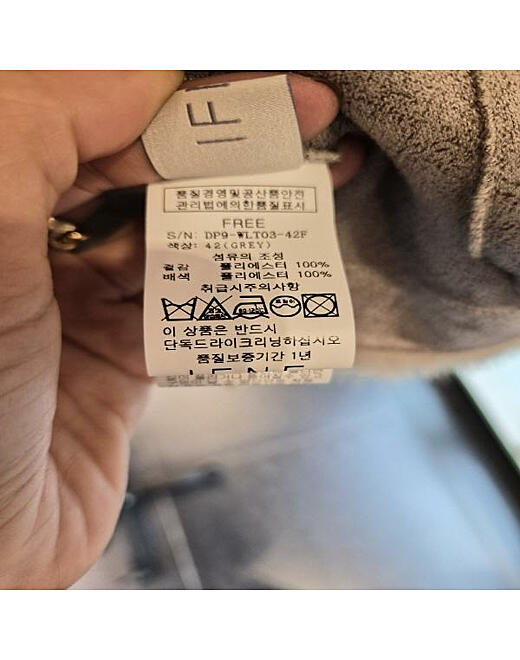 IF
품질경영및공산품안전
관리법에의한품질표시
FREE
S/N: DP9-WLT03-42F
색상: 42(GREY)
섬유의 조성
겉감 폴리에스터 100%
배색 폴리에스터 100%
취급시주의사항
이 상품은 반드시
단독드라이크리닝하십시오
품질보증기간 1년